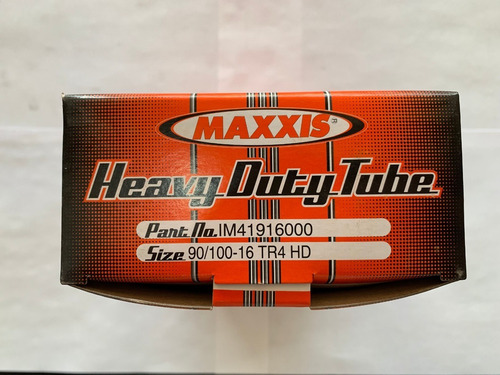 MAXXIS®
Heavy Duty Tube
Part No. IM41916000
Size 90/100-16 TR4 HD